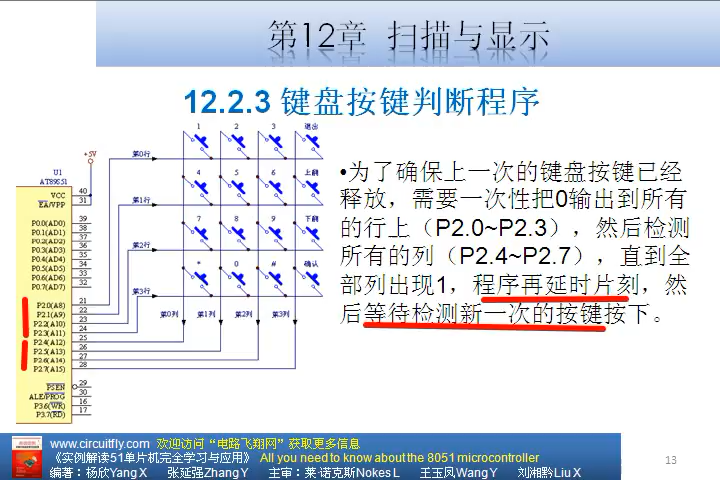 第12章 扫描与显示
12.2.3 键盘按键判断程序
•为了确保上一次的键盘按键已经
释放，需要一次性把0输出到所有
的行上（P2.0~P2.3），然后检测
所有的列（P2.4~P2.7），直到全
部列出现1，程序再延时片刻，然
后等待检测新一次的按键按下。
+5V
U1
AT89S51
VCC 40
EA/VPP 31
P0.0(AD0) 39
P0.1(AD1) 38
P0.2(AD2) 37
P0.3(AD3) 36
P0.4(AD4) 35
P0.5(AD5) 34
P0.6(AD6) 33
P0.7(AD7) 32
P2.0(A8) 21
P2.1(A9) 22
P2.2(A10) 23
P2.3(A11) 24
P2.4(A12) 25
P2.5(A13) 26
P2.6(A14) 27
P2.7(A15) 28
PSEN 29
ALE/PROG 30
P3.6(WR) 16
P3.7(RD) 17
1 2 3 退出
第0行
4 5 6 上翻
第1行
7 8 9 下翻
第2行
* 0 # 确认
第3行
第0列 第1列 第2列 第3列
www.circuitfly.com 欢迎访问“电路飞翔网”获取更多信息
《实例解读51单片机完全学习与应用》 All you need to know about the 8051 microcontroller
编著：杨欣Yang X 张延强Zhang Y 主审：莱·诺克斯Nokes L 王玉凤Wang Y 刘湘黔Liu X
13